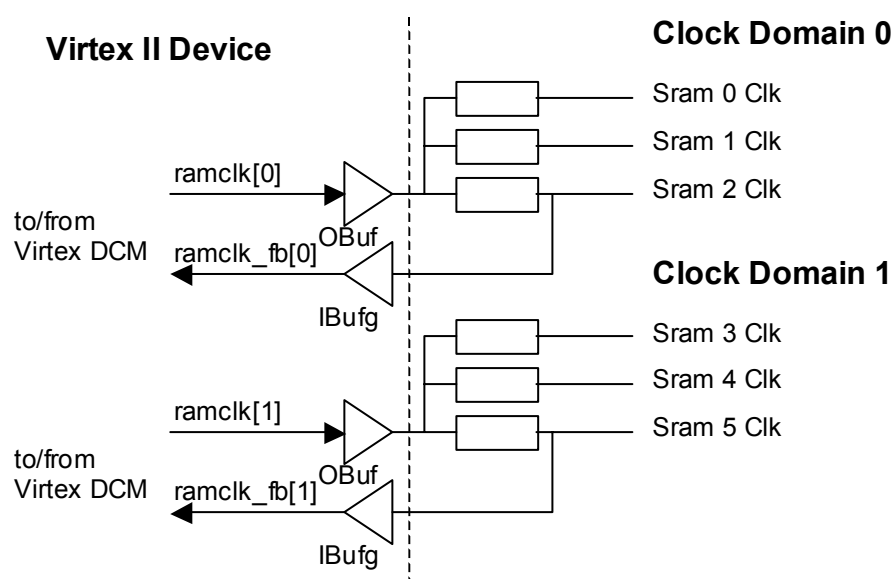 Virtex II Device
Clock Domain 0
Sram 0 Clk
Sram 1 Clk
ramclk[0]
Sram 2 Clk
to/from
Virtex DCM
OBuf
ramclk_fb[0]
IBufg
Clock Domain 1
Sram 3 Clk
Sram 4 Clk
ramclk[1]
Sram 5 Clk
to/from
Virtex DCM
OBuf
ramclk_fb[1]
IBufg